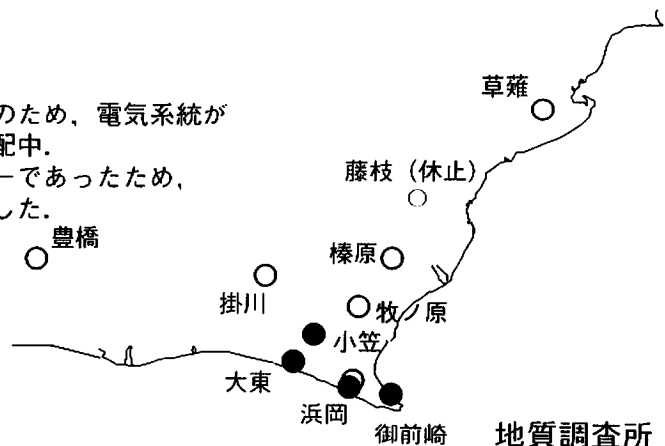 草薙
のため，電気系統が
配中．
藤枝（休止）
ーであったため，
した．
豊橋
榛原
掛川
牧ノ原
小笠
大東
浜岡
御前崎
地質調査所